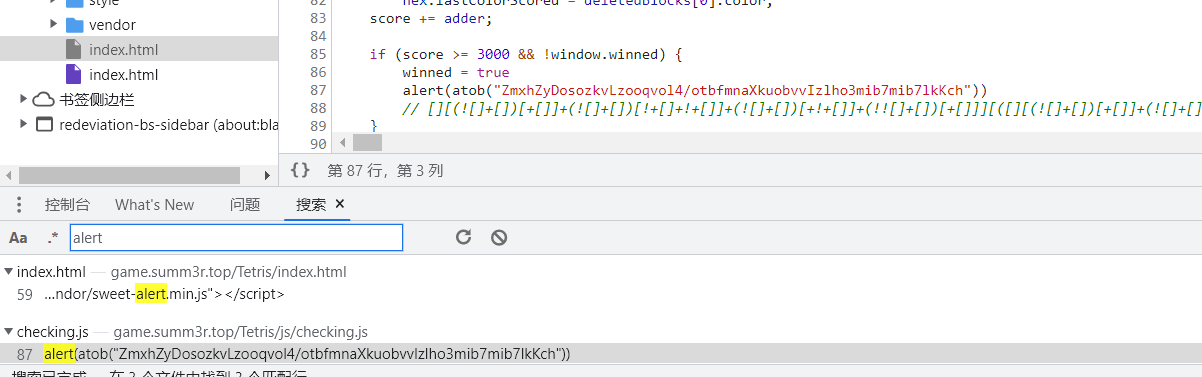 style
vendor
index.html
index.html
书签侧边栏
redeviation-bs-sidebar (about:bla
82 hex.lastColorScored = deletedBlocks[0].color;
83 score += adder;
84
85 if (score >= 3000 && !window.winned) {
86 winned = true
87 alert(atob("ZmxhZyDosozkvLzooqvol4/otbfmnaXkuobvvIzlho3mib7mib7lkKch"))
88 // [][(![]+[])[+[]]+(![]+[])[!+[]+!+[]]+(![]+[])[+!+[]]+(!![]+[])[+[]]][([][(![]+[])[+[]]+(![]+[]
89 }
90
{} 第 87 行，第 3 列
控制台 What's New 问题 搜索 ×
Aa .* alert
index.html — game.summ3r.top/Tetris/index.html
59 ...ndor/sweet-alert.min.js"></script>
checking.js — game.summ3r.top/Tetris/js/checking.js
87 alert(atob("ZmxhZyDosozkvLzooqvol4/otbfmnaXkuobvvIzlho3mib7mib7lkKch"))